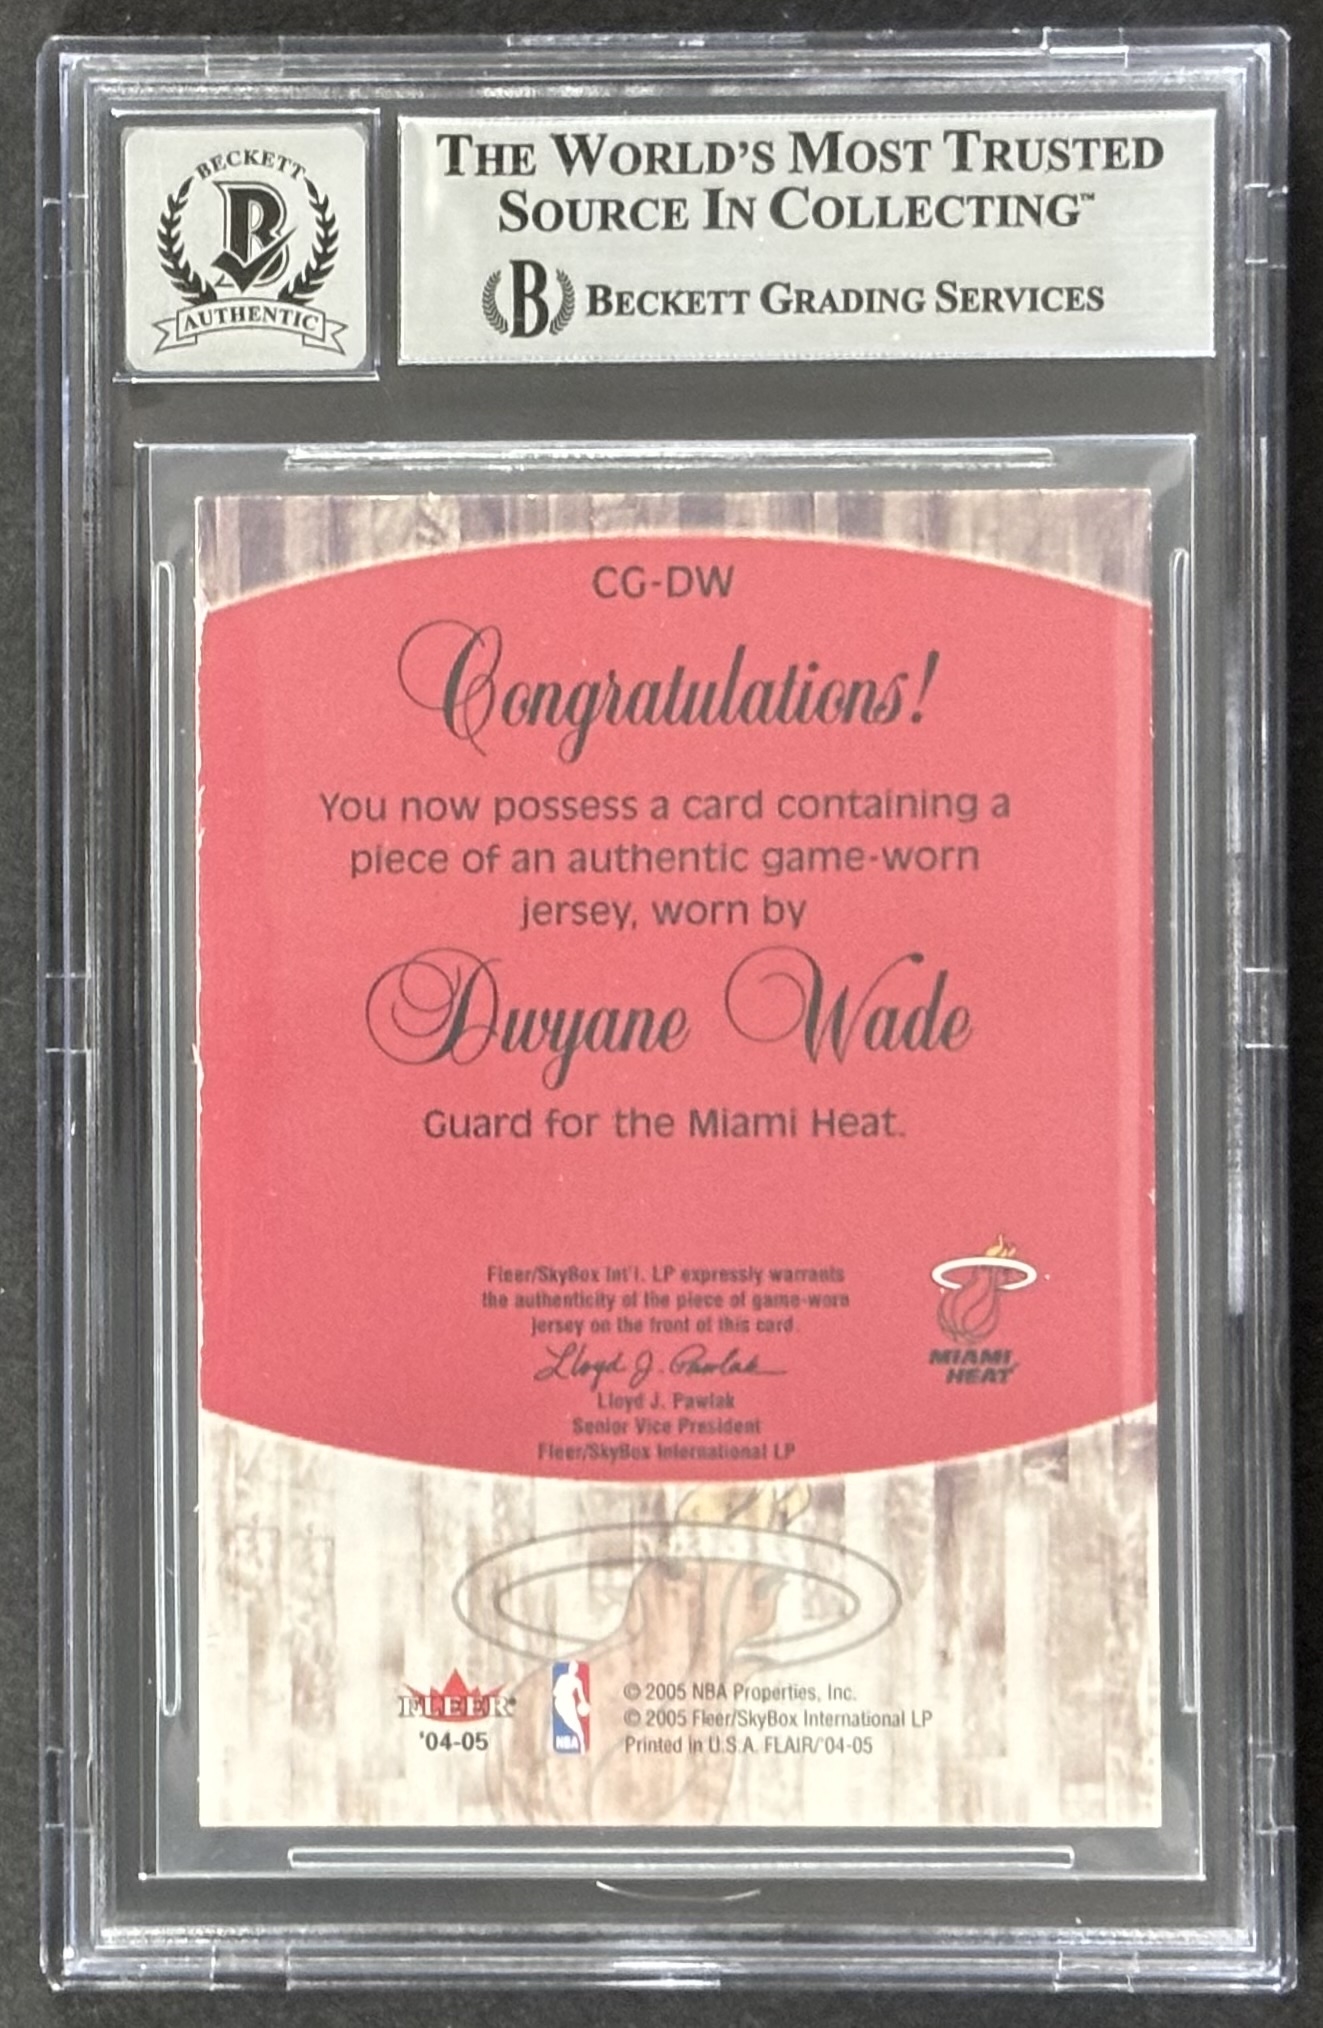 BECKETT
B
AUTHENTIC
THE WORLD'S MOST TRUSTED
SOURCE IN COLLECTING™
B BECKETT GRADING SERVICES
CG-DW
Congratulations!
You now possess a card containing a
piece of an authentic game-worn
jersey, worn by
Dwyane Wade
Guard for the Miami Heat.
Fleer/SkyBox Int'l. LP expressly warrants
the authenticity of the piece of game-worn
jersey on the front of this card.
Lloyd J. Pawlak
Lloyd J. Pawlak
Senior Vice President
Fleer/SkyBox International LP
MIAMI
HEAT
FLEER
'04-05
NBA
© 2005 NBA Properties, Inc.
© 2005 Fleer/SkyBox International LP
Printed in U.S.A. FLAIR/'04-05